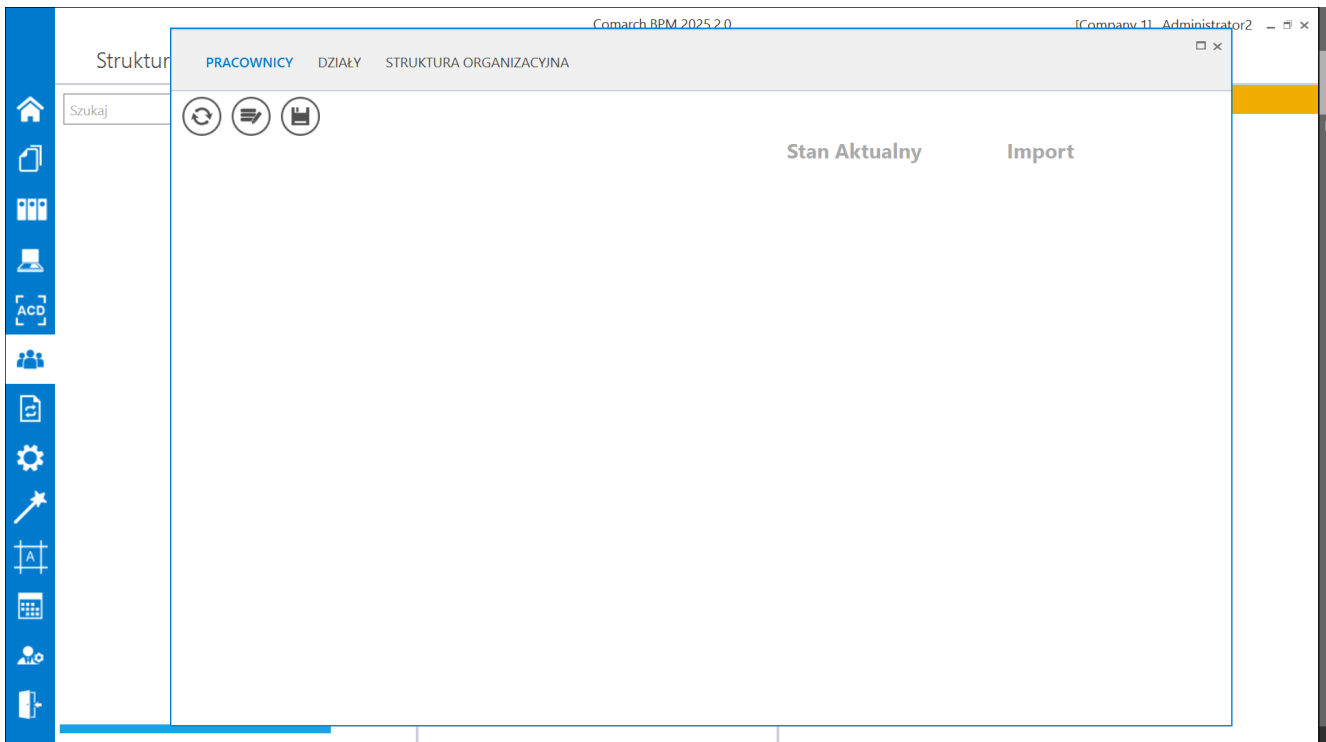 Comarch BPM 2025.2.0
[Company 1] Administrator2
Struktur
PRACOWNICY DZIAŁY STRUKTURA ORGANIZACYJNA
Szukaj
Stan Aktualny Import
ACD
A